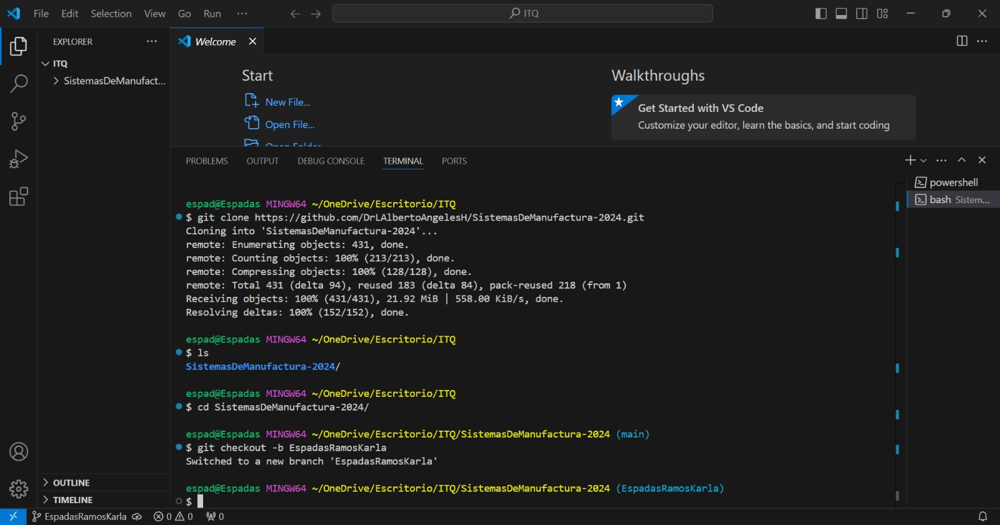 File Edit Selection View Go Run ···
ITQ
EXPLORER ···
ITQ
SistemasDeManufact...
OUTLINE
TIMELINE
Welcome
Start
New File...
Open File...
Open Folder
Walkthroughs
Get Started with VS Code
Customize your editor, learn the basics, and start coding
PROBLEMS OUTPUT DEBUG CONSOLE TERMINAL PORTS
powershell
bash Sistem...
espad@Espadas MINGW64 ~/OneDrive/Escritorio/ITQ
$ git clone https://github.com/DrLAlbertoAngelesH/SistemasDeManufactura-2024.git
Cloning into 'SistemasDeManufactura-2024'...
remote: Enumerating objects: 431, done.
remote: Counting objects: 100% (213/213), done.
remote: Compressing objects: 100% (128/128), done.
remote: Total 431 (delta 94), reused 183 (delta 84), pack-reused 218 (from 1)
Receiving objects: 100% (431/431), 21.92 MiB | 558.00 KiB/s, done.
Resolving deltas: 100% (152/152), done.
espad@Espadas MINGW64 ~/OneDrive/Escritorio/ITQ
$ ls
SistemasDeManufactura-2024/
espad@Espadas MINGW64 ~/OneDrive/Escritorio/ITQ
$ cd SistemasDeManufactura-2024/
espad@Espadas MINGW64 ~/OneDrive/Escritorio/ITQ/SistemasDeManufactura-2024 (main)
$ git checkout -b EspadasRamosKarla
Switched to a new branch 'EspadasRamosKarla'
espad@Espadas MINGW64 ~/OneDrive/Escritorio/ITQ/SistemasDeManufactura-2024 (EspadasRamosKarla)
$
EspadasRamosKarla 0 0 0